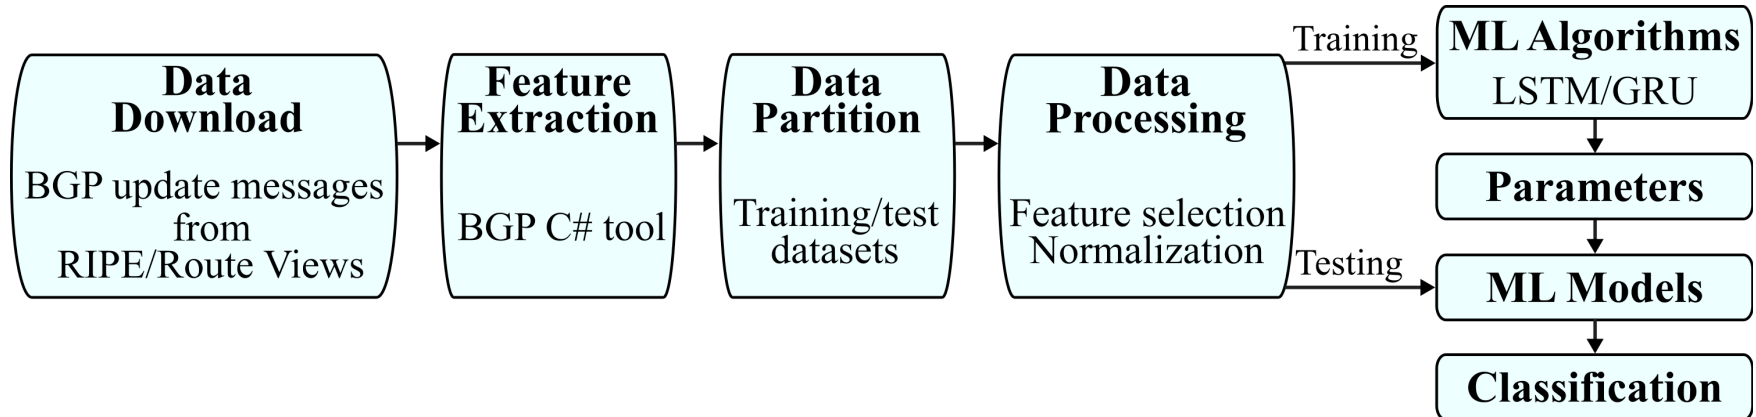 Data
Download
BGP update messages
from
RIPE/Route Views
Feature
Extraction
BGP C# tool
Data
Partition
Training/test
datasets
Data
Processing
Feature selection
Normalization
Training
Testing
ML Algorithms
LSTM/GRU
Parameters
ML Models
Classification